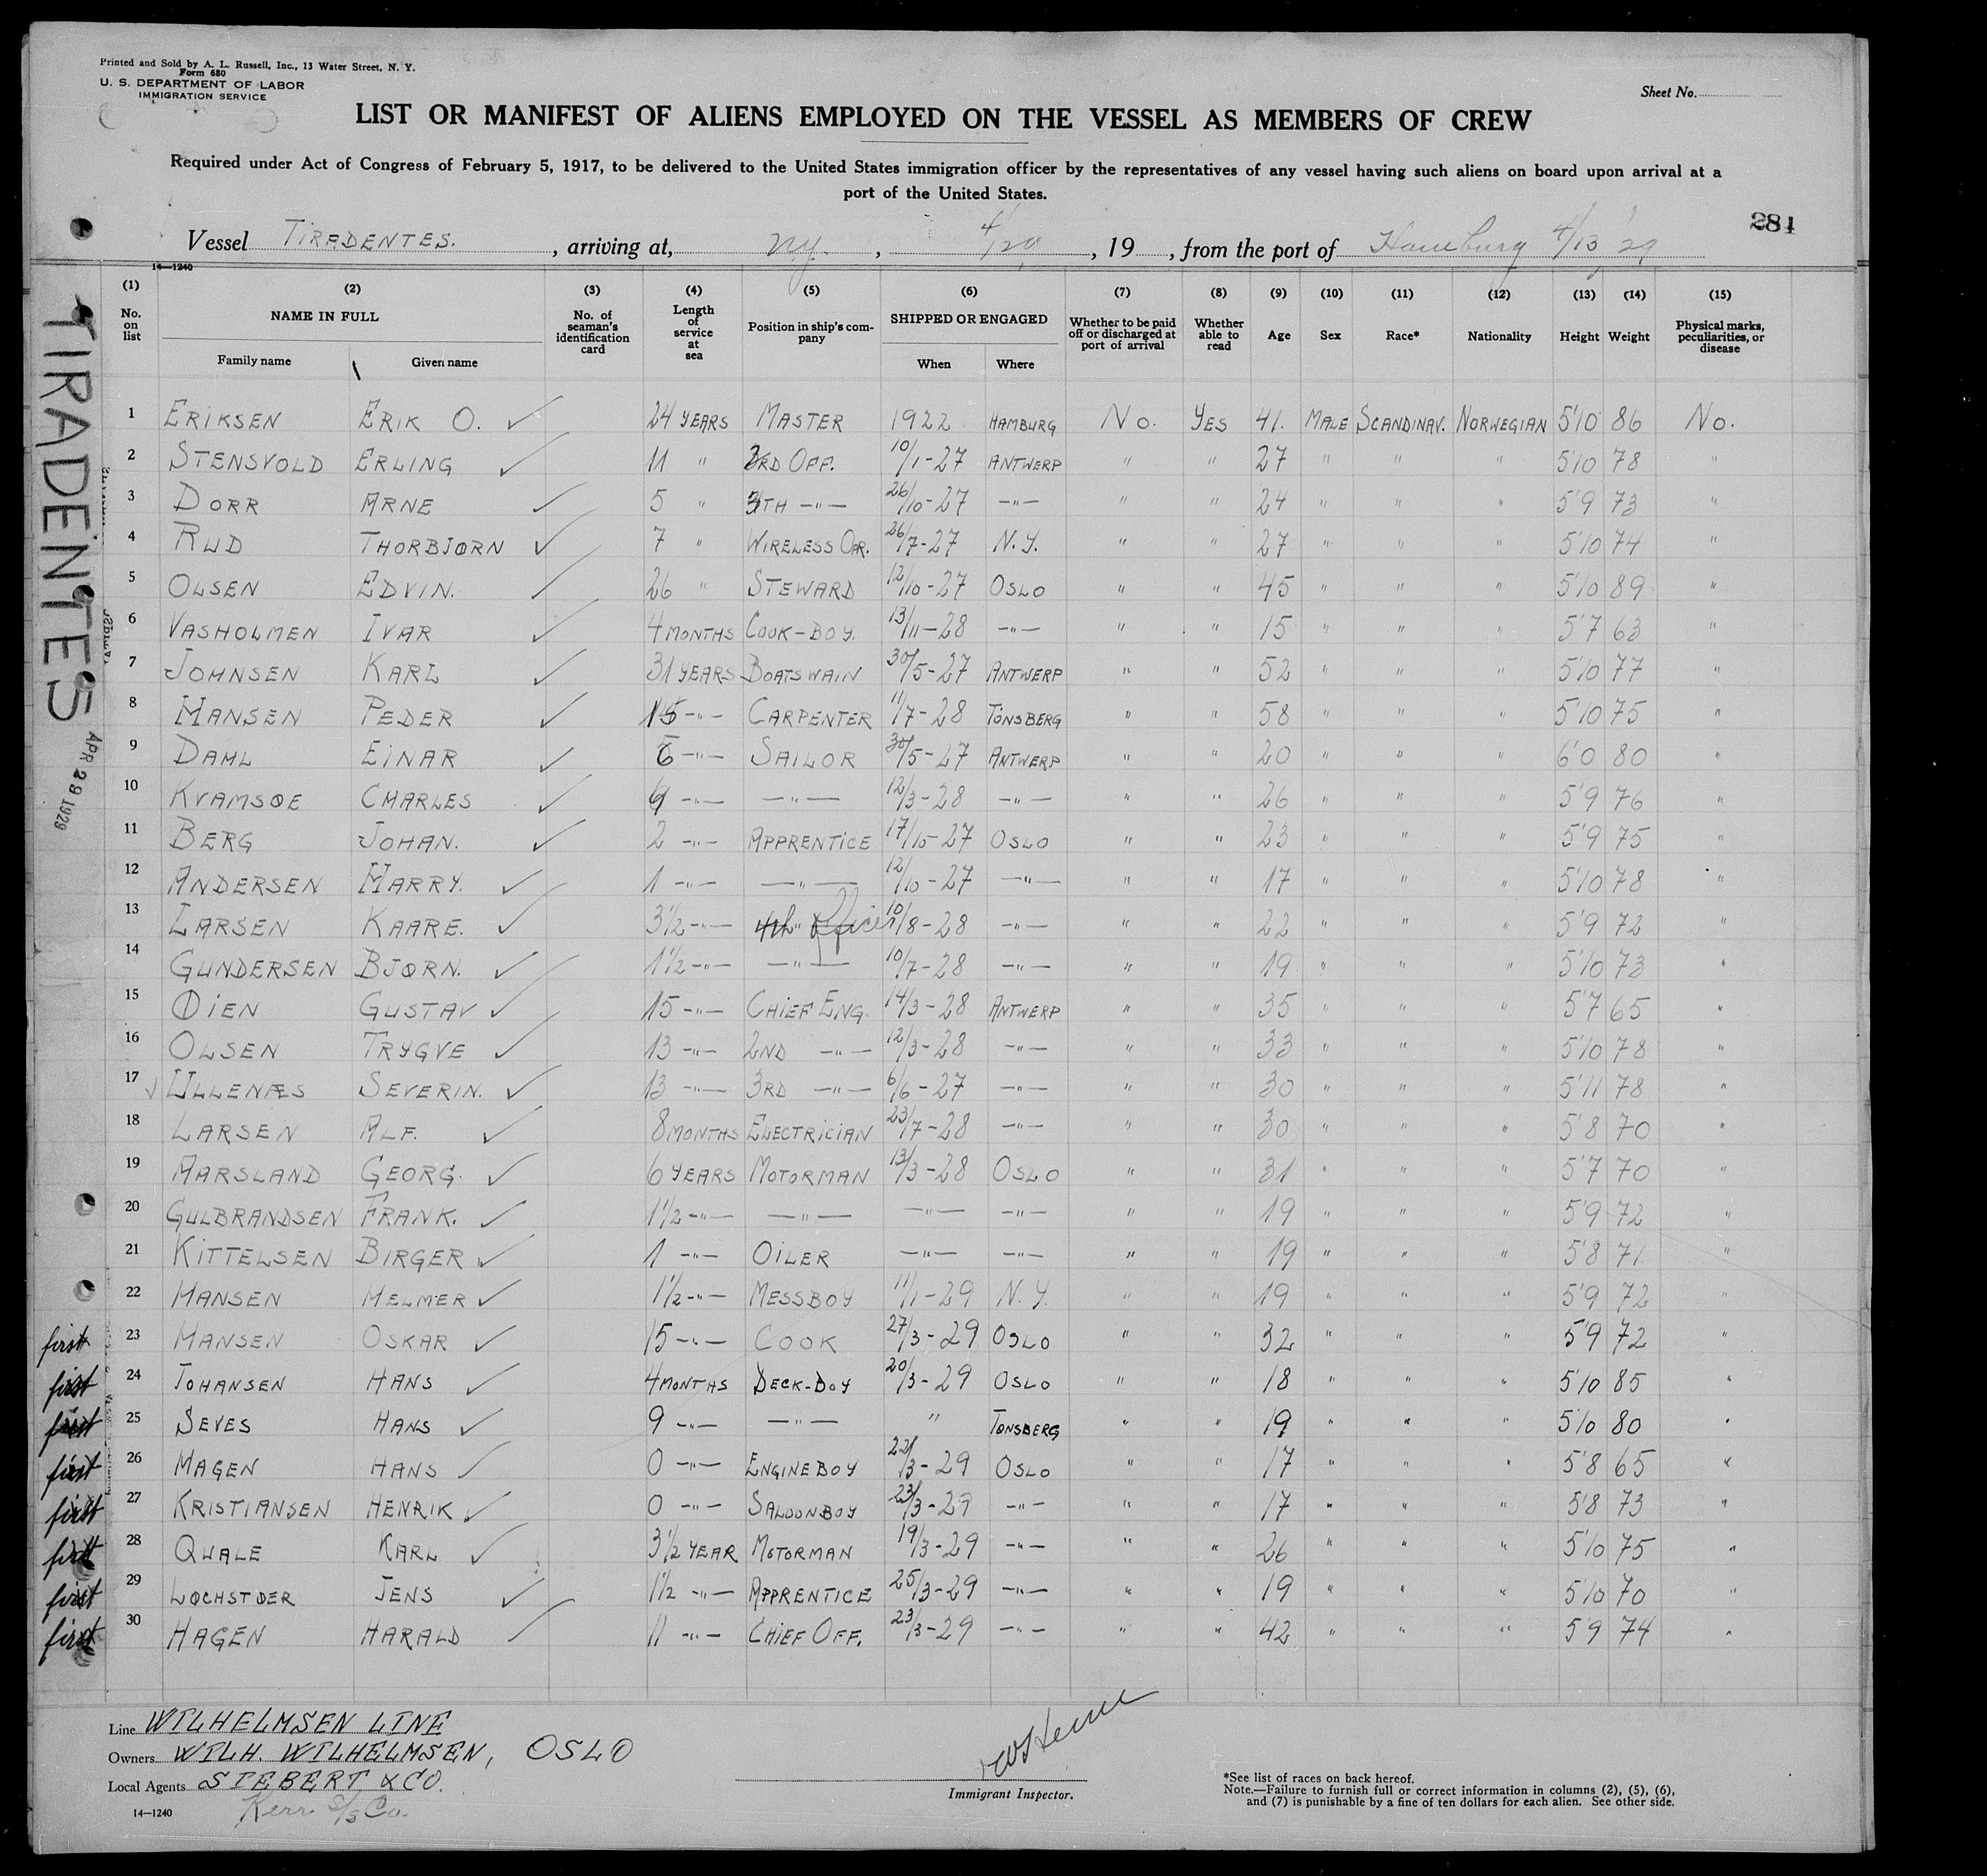 Printed and Sold by A. L. Russell, Inc., 13 Water Street, N. Y.
Form 680
U. S. DEPARTMENT OF LABOR
IMMIGRATION SERVICE
Sheet No.
LIST OR MANIFEST OF ALIENS EMPLOYED ON THE VESSEL AS MEMBERS OF CREW
Required under Act of Congress of February 5, 1917, to be delivered to the United States immigration officer by the representatives of any vessel having such aliens on board upon arrival at a
port of the United States.
281
Vessel TIRADENTES. , arriving at, N.Y. , 4/29 , 19 , from the port of Hamburg 4/13/29
14—1240
(1) (2) (3) (4) (5) (6) (7) (8) (9) (10) (11) (12) (13) (14) (15)
No. on list NAME IN FULL Family name Given name No. of seaman's identification card Length of service at sea Position in ship's company SHIPPED OR ENGAGED When Where Whether to be paid off or discharged at port of arrival Whether able to read Age Sex Race* Nationality Height Weight Physical marks, peculiarities, or disease
1 ERIKSEN ERIK O. ✓ 24 YEARS MASTER 1922 HAMBURG No. YES 41. MALE SCANDINAV. NORWEGIAN 5'10 86 No.
2 STENSVOLD ERLING ✓ 11 " 3RD OFF. 10/1-27 ANTWERP " " 27 " " " 5'10 78 "
3 DORR ARNE ✓ 5 " 4TH -"- 26/10-27 -"- " " 24 " " " 5'9 73 "
4 RUD THORBJØRN ✓ 7 " WIRELESS OPR. 26/7-27 N.Y. " " 27 " " " 5'10 74 "
5 OLSEN EDVIN. ✓ 26 " STEWARD 12/10-27 OSLO " " 45 " " " 5'10 89 "
6 VASHOLMEN IVAR ✓ 4 MONTHS COOK-BOY. 13/11-28 -"- " " 15 " " " 5'7 63 "
7 JOHNSEN KARL ✓ 31 YEARS BOATSWAIN 30/5-27 ANTWERP " " 52 " " " 5'10 77 "
8 HANSEN PEDER ✓ 15 -"- CARPENTER 11/7-28 TÖNSBERG " " 58 " " " 5'10 75 "
9 DAHL EINAR ✓ 6 -"- SAILOR 30/5-27 ANTWERP " " 20 " " " 6'0 80 "
10 KVAMSØE CHARLES ✓ 9 -"- -"- 12/3-28 -"- " " 26 " " " 5'9 76 "
11 BERG JOHAN. ✓ 2 -"- APPRENTICE 17/10-27 OSLO " " 23 " " " 5'9 75 "
12 ANDERSEN HARRY. ✓ 1 -"- -"- 12/10-27 -"- " " 17 " " " 5'10 78 "
13 LARSEN KAARE. ✓ 3½ -"- 4th Officer 10/8-28 -"- " " 22 " " " 5'9 72 "
14 GUNDERSEN BJØRN. ✓ 1½ -"- -"- 10/7-28 -"- " " 19 " " " 5'10 73 "
15 ØIEN GUSTAV ✓ 15 -"- CHIEF ENG. 14/3-28 ANTWERP " " 35 " " " 5'7 65 "
16 OLSEN TRYGVE ✓ 13 -"- 2ND -"- 12/3-28 -"- " " 33 " " " 5'10 78 "
17 ✓ ULLENÆS SEVERIN. ✓ 13 -"- 3RD -"- 6/6-27 -"- " " 30 " " " 5'11 78 "
18 LARSEN ALF. ✓ 8 MONTHS ELECTRICIAN 23/7-28 -"- " " 30 " " " 5'8 70 "
19 AARSLAND GEORG. ✓ 6 YEARS MOTORMAN 13/3-28 OSLO " " 31 " " " 5'7 70 "
20 GULBRANDSEN FRANK. ✓ 1½ -"- -"- -"- -"- " " 19 " " " 5'9 72 "
21 KITTELSEN BIRGER ✓ 1 -"- OILER -"- -"- " " 19 " " " 5'8 71 "
22 HANSEN HELMER ✓ 1½ -"- MESSBOY 11/1-29 N.Y. " " 19 " " " 5'9 72 "
first 23 HANSEN OSKAR ✓ 15 -"- COOK 27/3-29 OSLO " " 32 " " " 5'9 72 "
first 24 JOHANSEN HANS ✓ 4 MONTHS DECK-BOY 20/3-29 OSLO " " 18 " " " 5'10 85 "
first 25 SEVES HANS ✓ 9 -"- -"- " TØNSBERG " " 19 " " " 5'10 80 "
first 26 HAGEN HANS ✓ 0 -"- ENGINEBOY 22/3-29 OSLO " " 17 " " " 5'8 65 "
first 27 KRISTIANSEN HENRIK ✓ 0 -"- SALOONBOY 23/3-29 -"- " " 17 " " " 5'8 73 "
first 28 QUALE KARL ✓ 3½ YEAR MOTORMAN 19/3-29 -"- " " 26 " " " 5'10 75 "
first 29 LOCHSTØER JENS ✓ 1½ -"- APPRENTICE 25/3-29 -"- " " 19 " " " 5'10 70 "
first 30 HAGEN HARALD ✓ 11 -"- CHIEF OFF. 23/3-29 -"- " " 42 " " " 5'9 74 "
TIRADENTES
APR 29 1929
Line WILHELMSEN LINE
Owners WILH. WILHELMSEN, OSLO
Local Agents SIEBERT & CO.
Kerr S/S Co.
14—1240
Immigrant Inspector.
*See list of races on back hereof.
Note.—Failure to furnish full or correct information in columns (2), (5), (6),
and (7) is punishable by a fine of ten dollars for each alien. See other side.